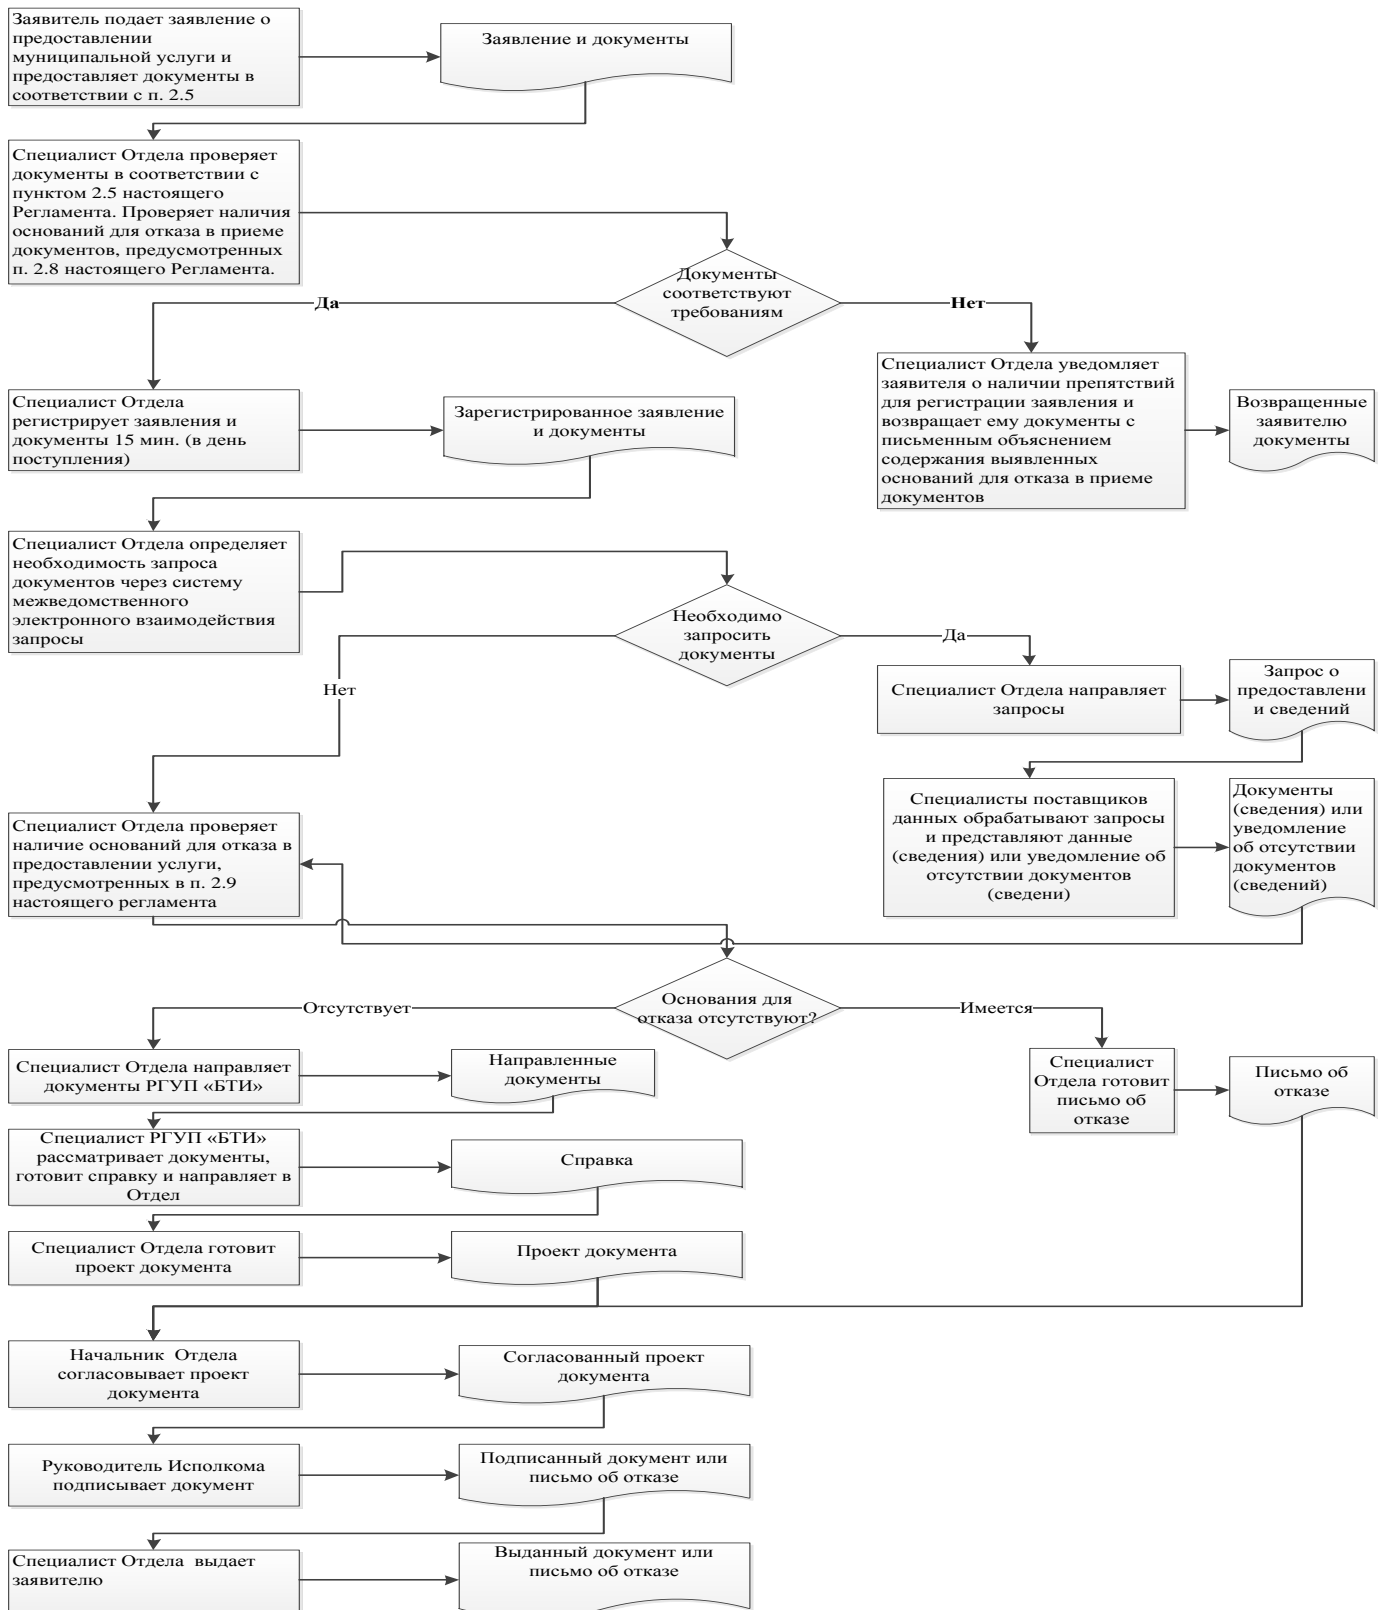 Заявитель подает заявление о
предоставлении
муниципальной услуги и
предоставляет документы в
соответствии с п. 2.5
Заявление и документы
Специалист Отдела проверяет
документы в соответствии с
пунктом 2.5 настоящего
Регламента. Проверяет наличия
оснований для отказа в приеме
документов, предусмотренных
п. 2.8 настоящего Регламента.
Документы
соответствуют
требованиям
Да
Нет
Специалист Отдела
регистрирует заявления и
документы 15 мин. (в день
поступления)
Зарегистрированное заявление
и документы
Специалист Отдела уведомляет
заявителя о наличии препятствий
для регистрации заявления и
возвращает ему документы с
письменным объяснением
содержания выявленных
оснований для отказа в приеме
документов
Возвращенные
заявителю
документы
Специалист Отдела определяет
необходимость запроса
документов через систему
межведомственного
электронного взаимодействия
запросы
Необходимо
запросить
документы
Да
Нет
Специалист Отдела направляет
запросы
Запрос о
предоставлени
и сведений
Специалисты поставщиков
данных обрабатывают запросы
и представляют данные
(сведения) или уведомление об
отсутствии документов
(сведени)
Документы
(сведения) или
уведомление
об отсутствии
документов
(сведений)
Специалист Отдела проверяет
наличие оснований для отказа в
предоставлении услуги,
предусмотренных в п. 2.9
настоящего регламента
Основания для
отказа отсутствуют?
Отсутствует
Имеется
Специалист Отдела направляет
документы РГУП «БТИ»
Направленные
документы
Специалист
Отдела готовит
письмо об
отказе
Письмо об
отказе
Специалист РГУП «БТИ»
рассматривает документы,
готовит справку и направляет в
Отдел
Справка
Специалист Отдела готовит
проект документа
Проект документа
Начальник  Отдела
согласовывает проект
документа
Согласованный проект
документа
Руководитель Исполкома
подписывает документ
Подписанный документ или
письмо об отказе
Специалист Отдела  выдает
заявителю
Выданный документ или
письмо об отказе